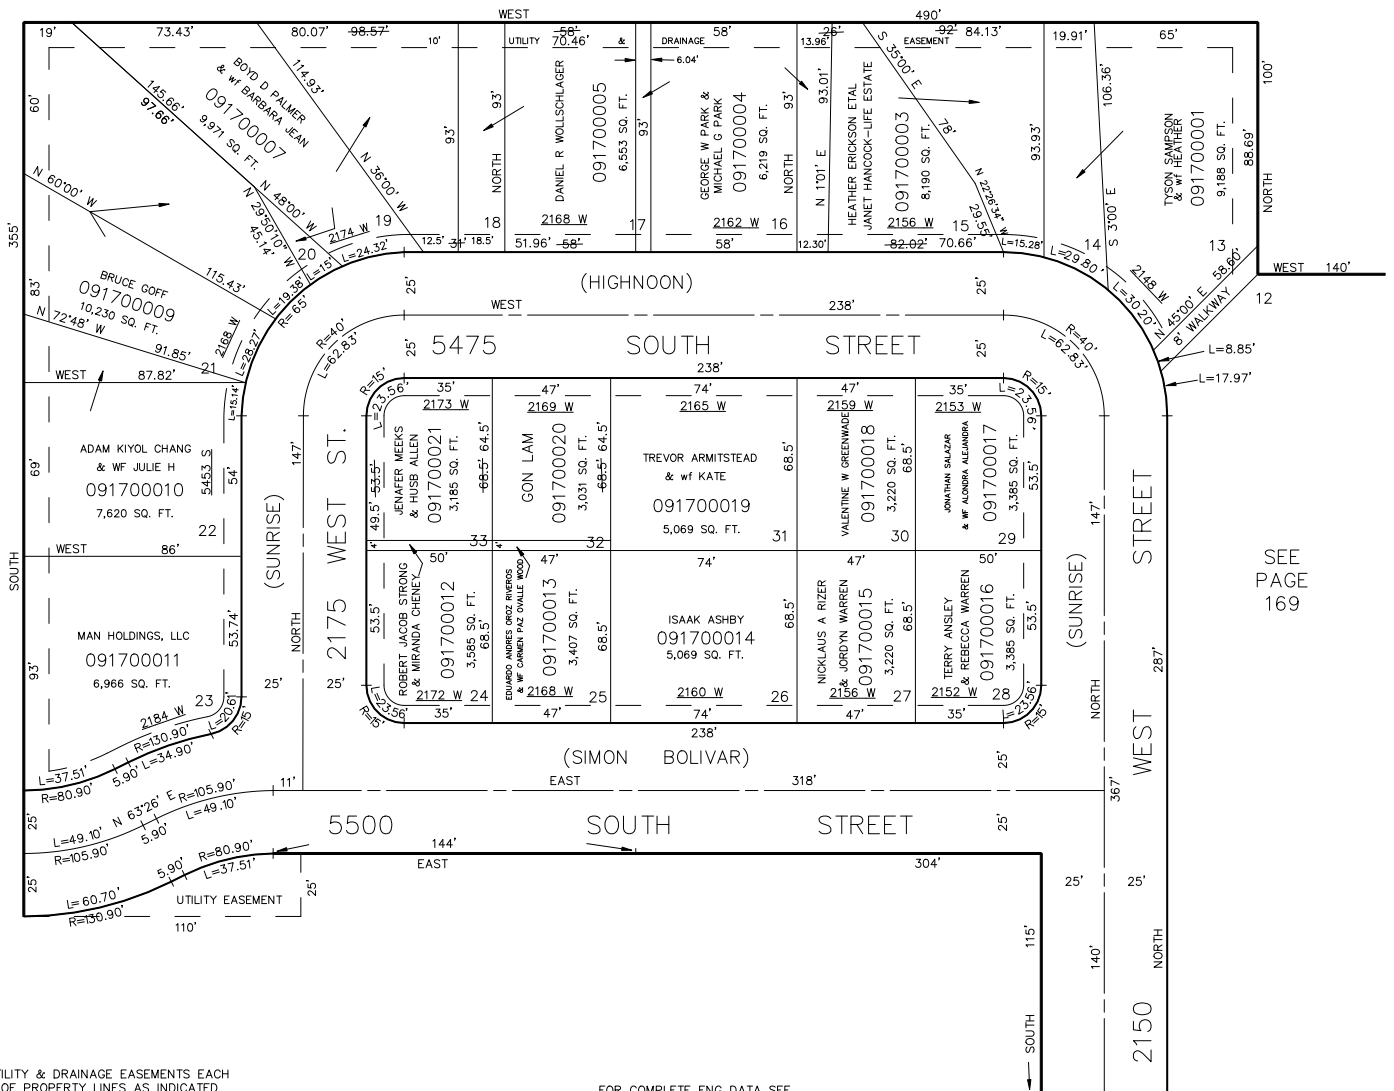 WEST
490'
19'
73.43'
80.07'
98.57'
10'
58'
UTILITY 70.46' &
DRAINAGE
58'
6.04'
26'
13.96'
92' 84.13'
EASEMENT
19.91'
65'
100'
60'
N 60°00' W
145.66'
97.66'
BOYD D PALMER
& wf BARBARA JEAN
091700007
9,971 SQ. FT.
114.93'
N 36°00' W
N 48°00' W
N 29°50'10" W
45.14'
19
2174 W
L=24.32'
20
L=15'
93'
18
93'
NORTH
12.5'
31'
18.5'
DANIEL R WOLLSCHLAGER
091700005
6,553 SQ. FT.
2168 W
51.96' 58'
17
93'
GEORGE W PARK &
MICHAEL G PARK
091700004
6,219 SQ. FT.
2162 W
58'
16
93'
NORTH
N 1°01' E
93.01'
12.30'
HEATHER ERICKSON ETAL
JANET HANCOCK-LIFE ESTATE
091700003
8,190 SQ. FT.
2156 W
82.02' 70.66'
15
S 35°00' E
78'
N 22°26'34" W
29.55'
L=15.28'
93.93'
106.36'
S 3°00' E
14
L=29.80'
2148 W
L=30.20'
TYSON SAMPSON
& wf HEATHER
091700001
9,188 SQ. FT.
88.69'
NORTH
13
N 45°00' E 58.60'
8' WALKWAY
WEST 140'
12
L=8.85'
L=17.97'
355'
83'
BRUCE GOFF
091700009
10,230 SQ. FT.
115.43'
L=19.38'
R=65'
N 72°48' W
91.85'
2168 W
L=28.27'
21
WEST 87.82'
L=15.14'
(HIGHNOON)
25'
25'
WEST
238'
R=40'
L=62.83'
25'
25'
R=40'
L=62.83'
5475 SOUTH STREET
238'
ADAM KIYOL CHANG
& WF JULIE H
091700010
7,620 SQ. FT.
69'
5453 S
54'
22
WEST 86'
SOUTH
MAN HOLDINGS, LLC
091700011
6,966 SQ. FT.
93'
53.74'
23
2184 W
R=130.90'
L=34.90'
L=20.61'
R=15'
(SUNRISE)
147'
NORTH
2175 WEST ST.
25'
25'
R=15'
L=23.56'
35'
2173 W
JENAFER MEEKS
& HUSB ALLEN
091700021
3,185 SQ. FT.
68.5' 64.5'
49.5' 53.5'
4'
33
47'
2169 W
GON LAM
091700020
3,031 SQ. FT.
68.5' 64.5'
4'
32
74'
2165 W
TREVOR ARMITSTEAD
& wf KATE
091700019
5,069 SQ. FT.
68.5'
31
47'
2159 W
VALENTINE W GREENWADE
091700018
3,220 SQ. FT.
68.5'
30
35'
2153 W
JONATHAN SALAZAR
& WF ALONDRA ALEJANDRA
091700017
3,385 SQ. FT.
53.5'
29
R=15'
L=23.56'
50'
ROBERT JACOB STRONG
& MIRANDA CHENEY
091700012
3,585 SQ. FT.
68.5'
53.5'
2172 W
24
35'
L=23.56'
R=15'
47'
EDUARDO ANDRES OROZ RIVEROS
& WF CARMEN PAZ OVALLE WOOD
091700013
3,407 SQ. FT.
68.5'
2168 W
25
47'
74'
ISAAK ASHBY
091700014
5,069 SQ. FT.
68.5'
2160 W
26
74'
NICKLAUS A RIZER
& JORDYN WARREN
091700015
3,220 SQ. FT.
68.5'
2156 W
27
47'
50'
TERRY ANSLEY
& REBECCA WARREN
091700016
3,385 SQ. FT.
53.5'
2152 W
28
35'
L=23.56'
R=15'
238'
(SUNRISE)
147'
NORTH
287'
367'
2150 WEST STREET
SEE
PAGE
169
(SIMON BOLIVAR)
25'
EAST
318'
11'
L=37.51'
R=80.90'
5.90'
N 63°26' E
R=105.90'
L=49.10'
L=49.10'
R=105.90'
5.90'
25'
25'
5500 SOUTH STREET
25'
144'
EAST
304'
5.90'
R=80.90'
L=37.51'
L=60.70'
R=130.90'
UTILITY EASEMENT
25'
110'
25'
25'
115'
140'
NORTH
SOUTH
ILITY & DRAINAGE EASEMENTS EACH
OF PROPERTY LINES AS INDICATED
FOR COMPLETE ENG DATA SEE